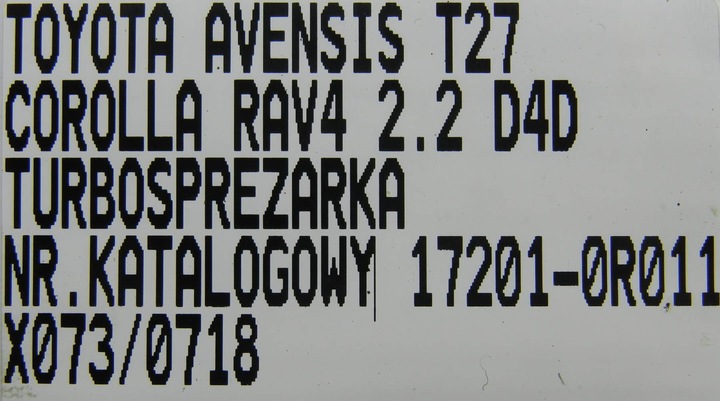 TOYOTA AVENSIS T27
COROLLA RAV4 2.2 D4D
TURBOSPREZARKA
NR.KATALOGOWY 17201-0R011
X073/0718